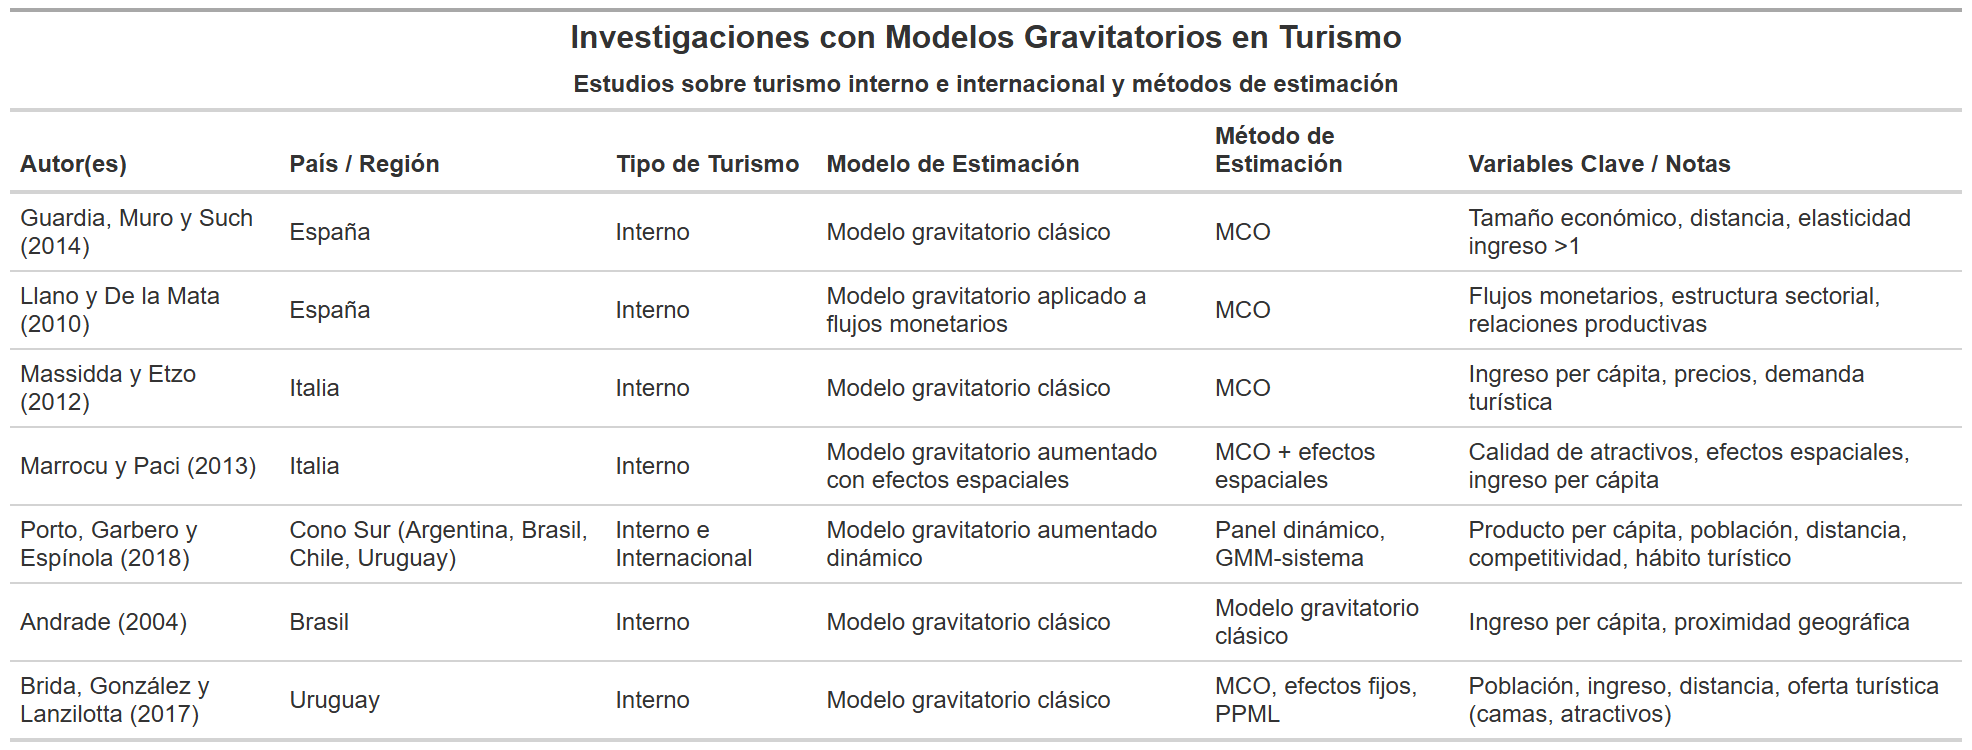 Investigaciones con Modelos Gravitatorios en Turismo
Estudios sobre turismo interno e internacional y métodos de estimación
Autor(es)
País / Región
Tipo de Turismo
Modelo de Estimación
Método de
Estimación
Variables Clave / Notas
Guardia, Muro y Such
(2014)
España
Interno
Modelo gravitatorio clásico
MCO
Tamaño económico, distancia, elasticidad
ingreso >1
Llano y De la Mata
(2010)
España
Interno
Modelo gravitatorio aplicado a
flujos monetarios
MCO
Flujos monetarios, estructura sectorial,
relaciones productivas
Massidda y Etzo
(2012)
Italia
Interno
Modelo gravitatorio clásico
MCO
Ingreso per cápita, precios, demanda
turística
Marrocu y Paci (2013)
Italia
Interno
Modelo gravitatorio aumentado
con efectos espaciales
MCO + efectos
espaciales
Calidad de atractivos, efectos espaciales,
ingreso per cápita
Porto, Garbero y
Espínola (2018)
Cono Sur (Argentina, Brasil,
Chile, Uruguay)
Interno e
Internacional
Modelo gravitatorio aumentado
dinámico
Panel dinámico,
GMM-sistema
Producto per cápita, población, distancia,
competitividad, hábito turístico
Andrade (2004)
Brasil
Interno
Modelo gravitatorio clásico
Modelo gravitatorio
clásico
Ingreso per cápita, proximidad geográfica
Brida, González y
Lanzilotta (2017)
Uruguay
Interno
Modelo gravitatorio clásico
MCO, efectos fijos,
PPML
Población, ingreso, distancia, oferta turística
(camas, atractivos)